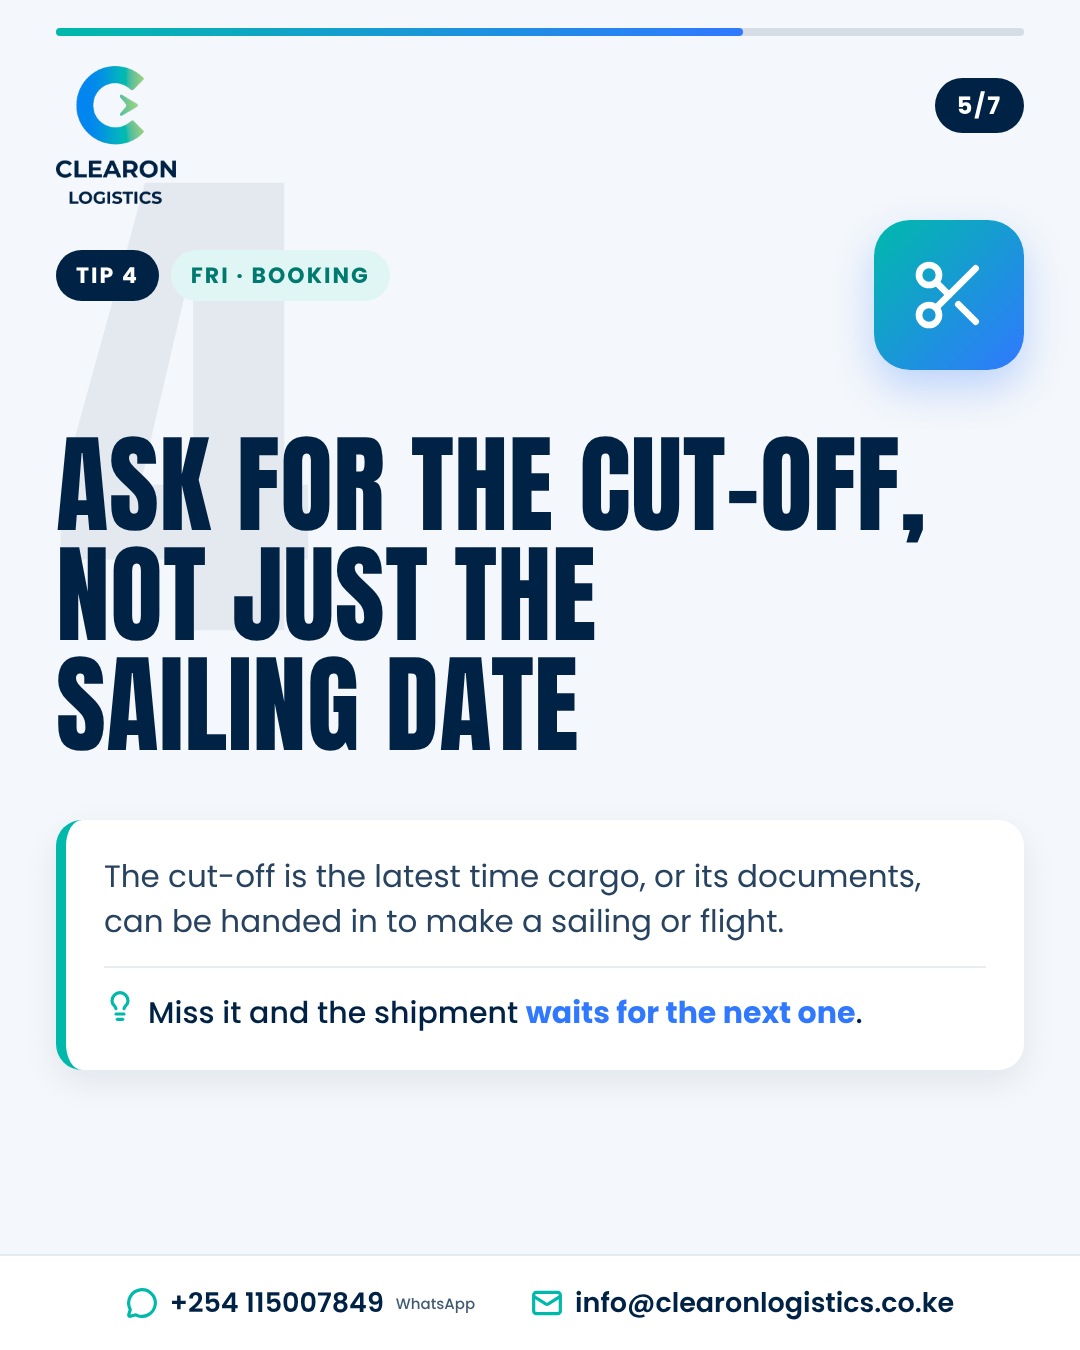 CLEARON
LOGISTICS
5/7
4
TIP 4
FRI · BOOKING
ASK FOR THE CUT-OFF,
NOT JUST THE
SAILING DATE
The cut-off is the latest time cargo, or its documents,
can be handed in to make a sailing or flight.
Miss it and the shipment waits for the next one.
+254 115007849 WhatsApp
info@clearonlogistics.co.ke